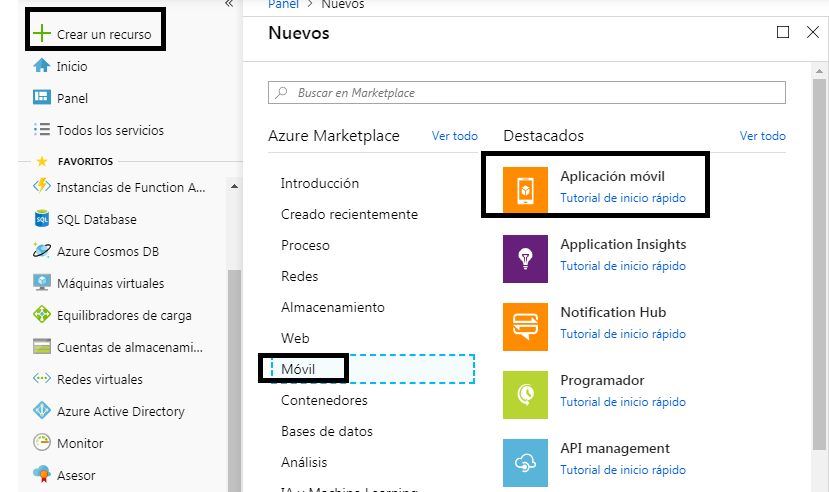 «
Crear un recurso
Inicio
Panel
Todos los servicios
FAVORITOS
Instancias de Function A...
SQL Database
Azure Cosmos DB
Máquinas virtuales
Equilibradores de carga
Cuentas de almacenami...
Redes virtuales
Azure Active Directory
Monitor
Asesor
Panel > Nuevos
Nuevos
Buscar en Marketplace
Azure Marketplace Ver todo
Introducción
Creado recientemente
Proceso
Redes
Almacenamiento
Web
Móvil
Contenedores
Bases de datos
Análisis
IA y Machine Learning
Destacados Ver todo
Aplicación móvil
Tutorial de inicio rápido
Application Insights
Tutorial de inicio rápido
Notification Hub
Tutorial de inicio rápido
Programador
Tutorial de inicio rápido
API management
Tutorial de inicio rápido